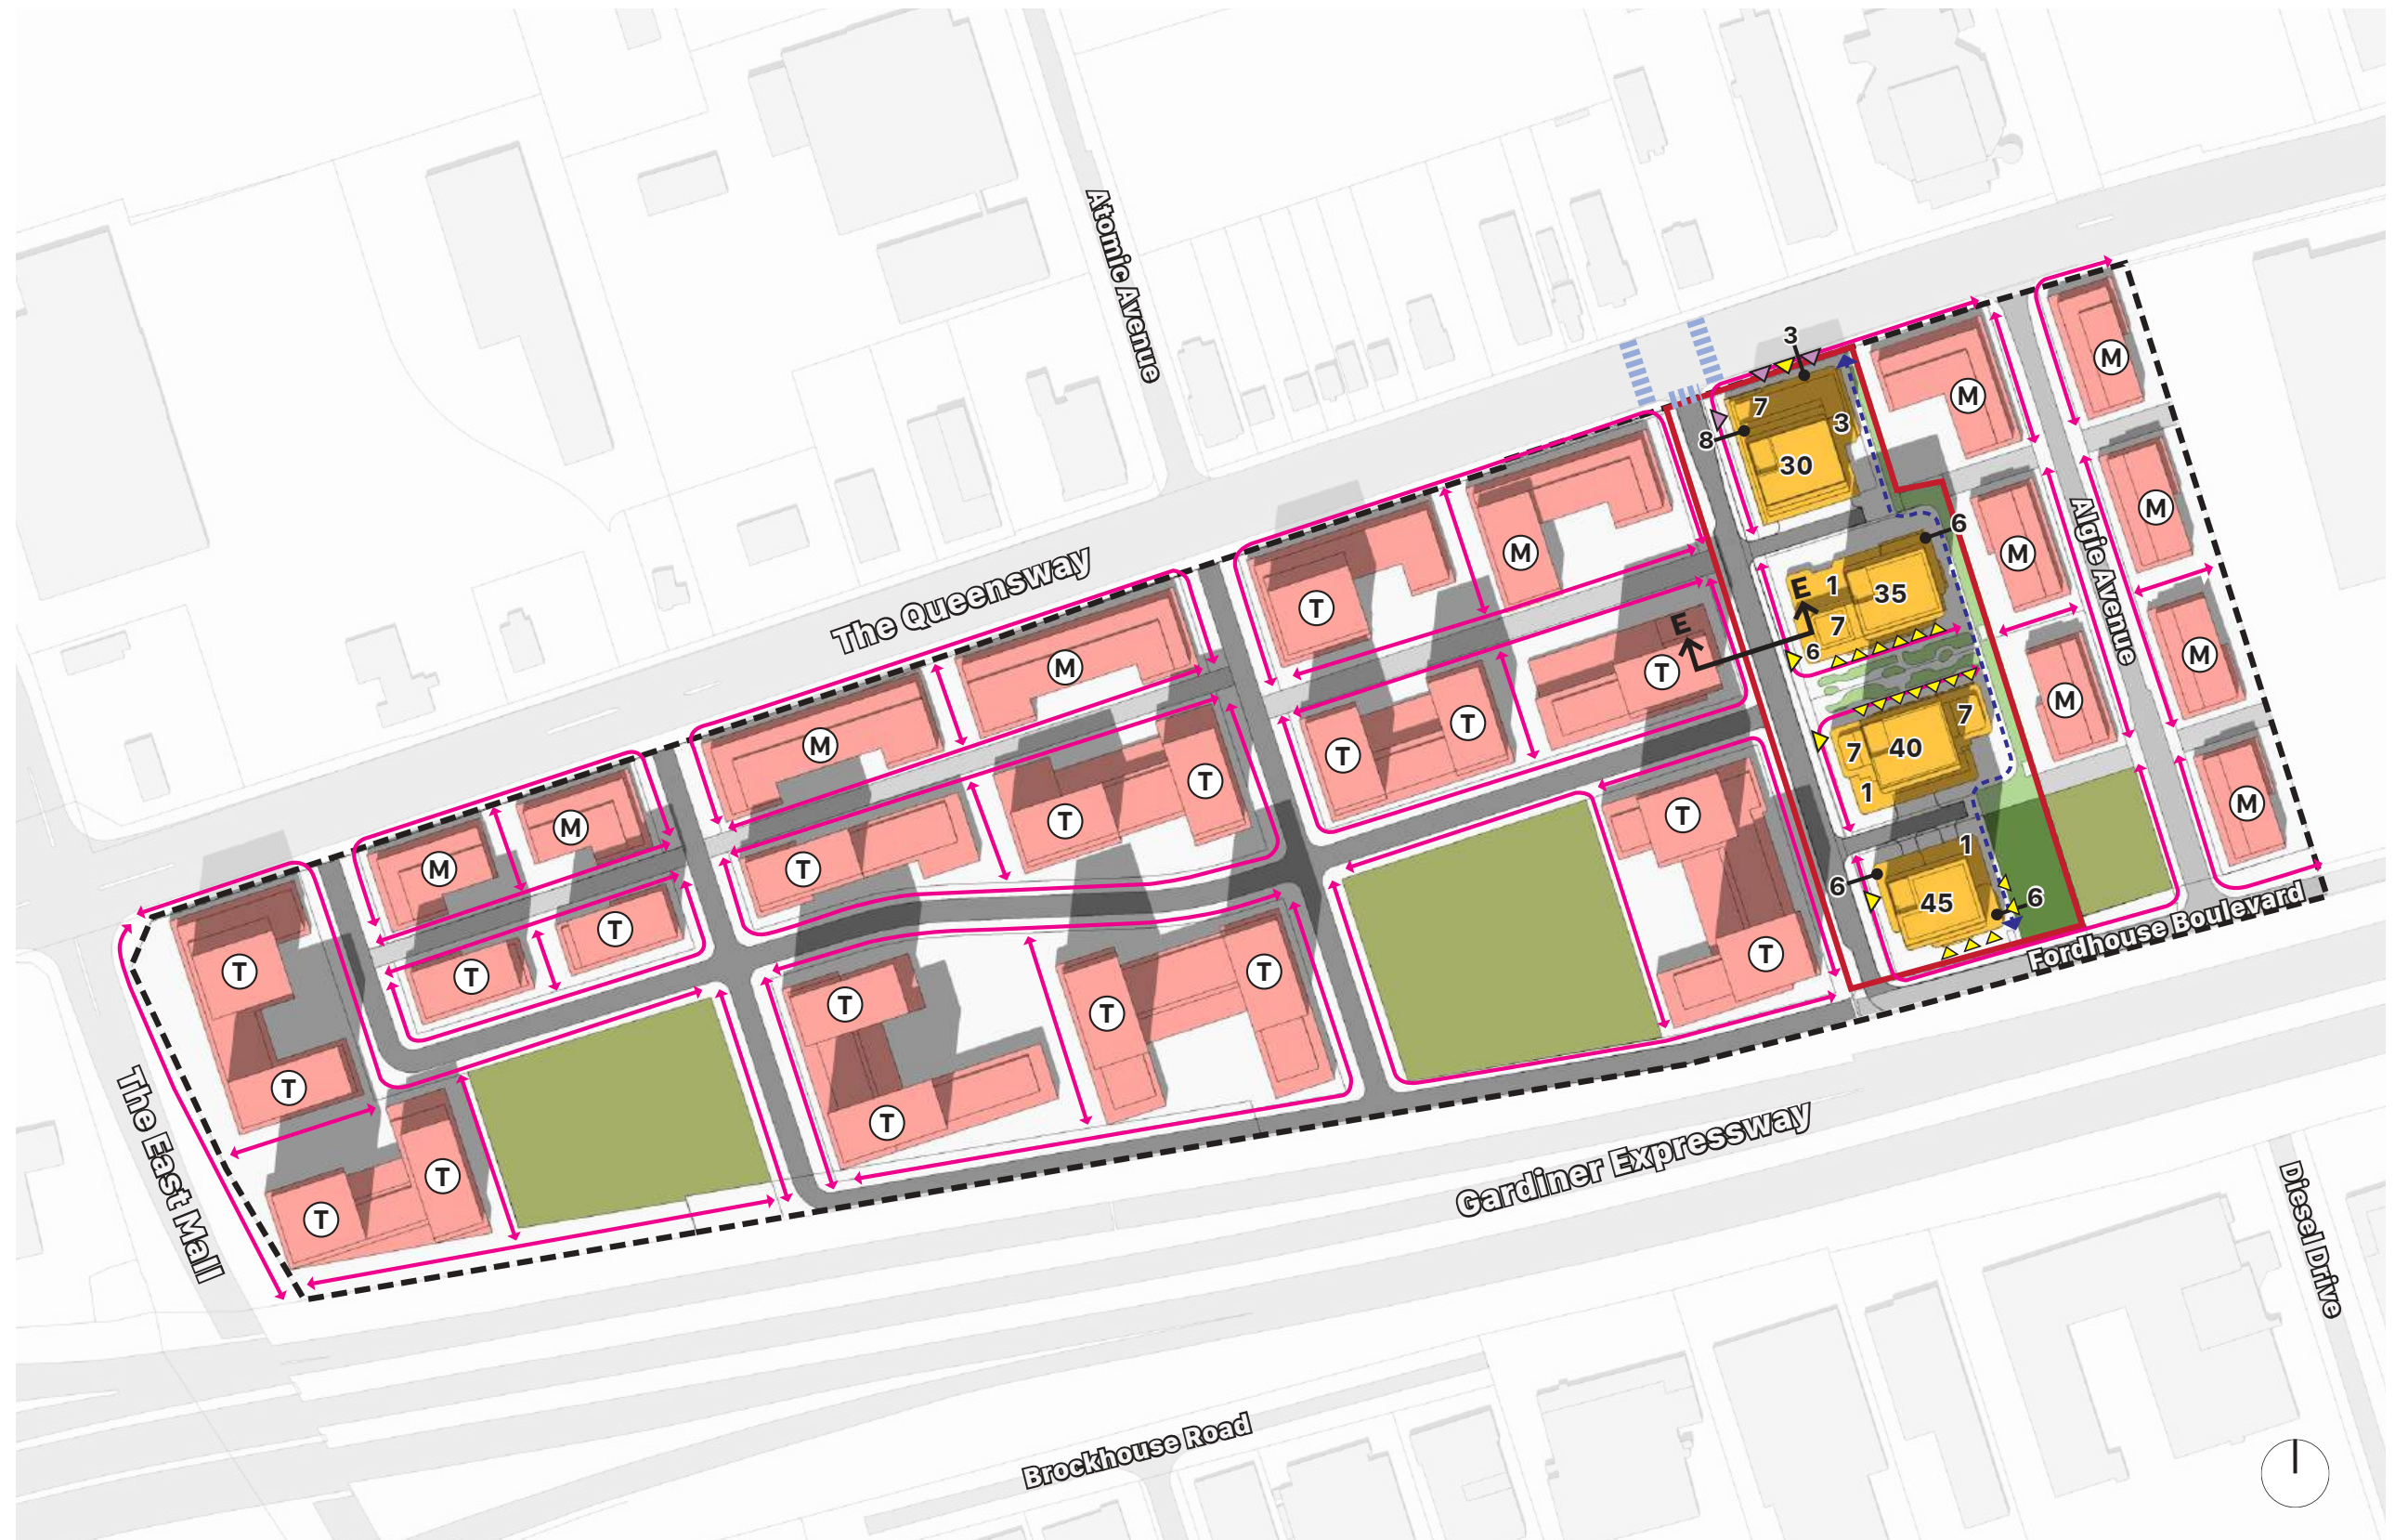 Atomic Avenue
The Queensway
3
7
3
8
30
M
M
M
M
6
M
E
1
35
7
6
Algie Avenue
M
M
M
T
M
E
T
T
T
7
7
40
1
M
M
M
M
M
T
T
T
T
1
6
45
6
T
T
Fordhouse Boulevard
T
T
T
T
T
T
T
T
T
T
The East Mall
Gardiner Expressway
Diesel Drive
Brockhouse Road